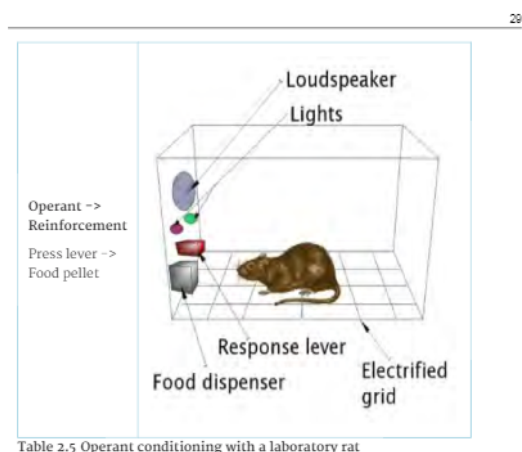 29
Loudspeaker
Lights
Operant ->
Reinforcement
Press lever ->
Food pellet
Response lever
Food dispenser
Electrified
grid
Table 2.5 Operant conditioning with a laboratory rat